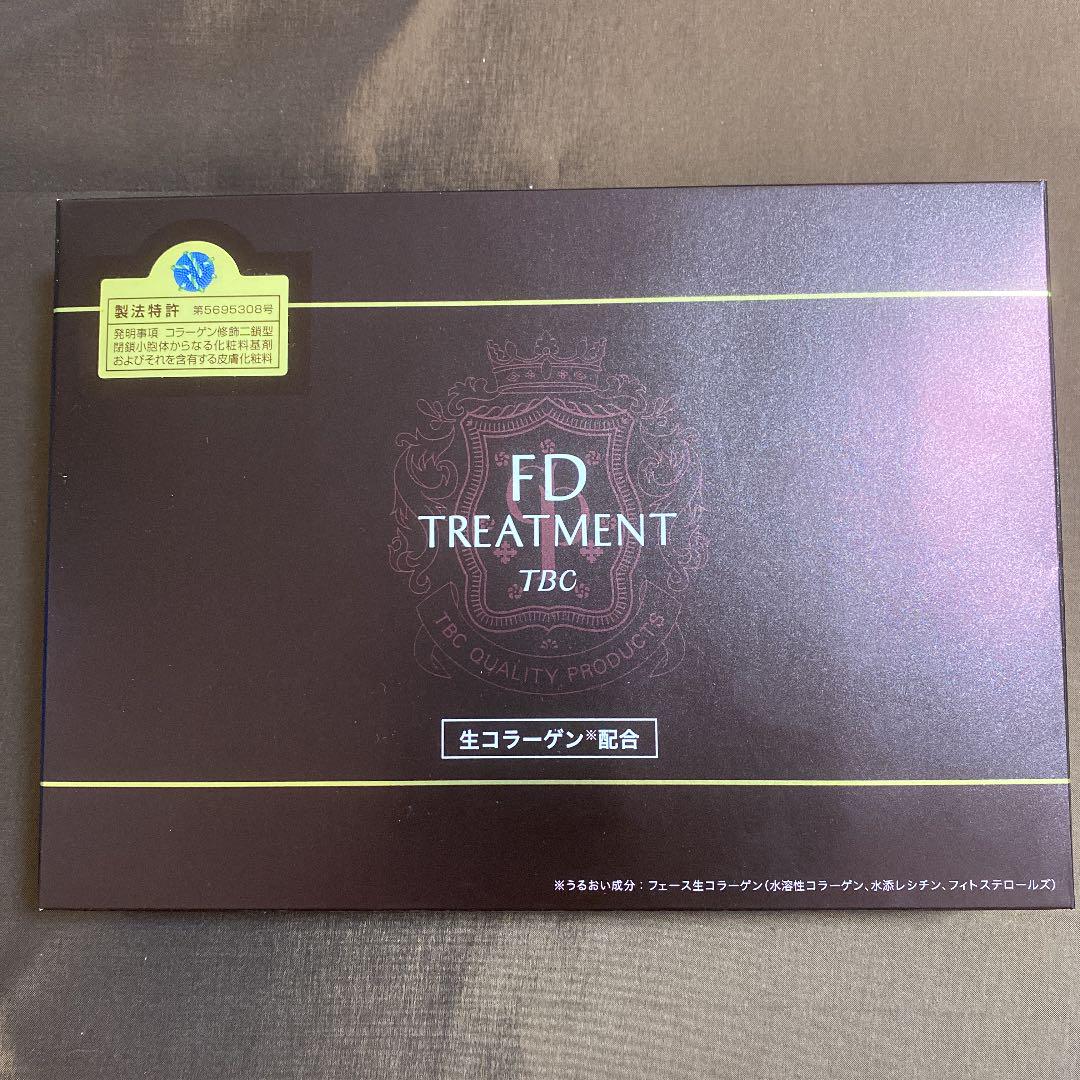 製法特許 第5695308号
発明事項 コラーゲン修飾二鎖型
閉鎖小胞体からなる化粧料基剤
およびそれを含有する皮膚化粧料
FD
TREATMENT
TBC
TBC QUALITY PRODUCTS
生コラーゲン※配合
※うるおい成分：フェース生コラーゲン（水溶性コラーゲン、水添レシチン、フィトステロールズ）